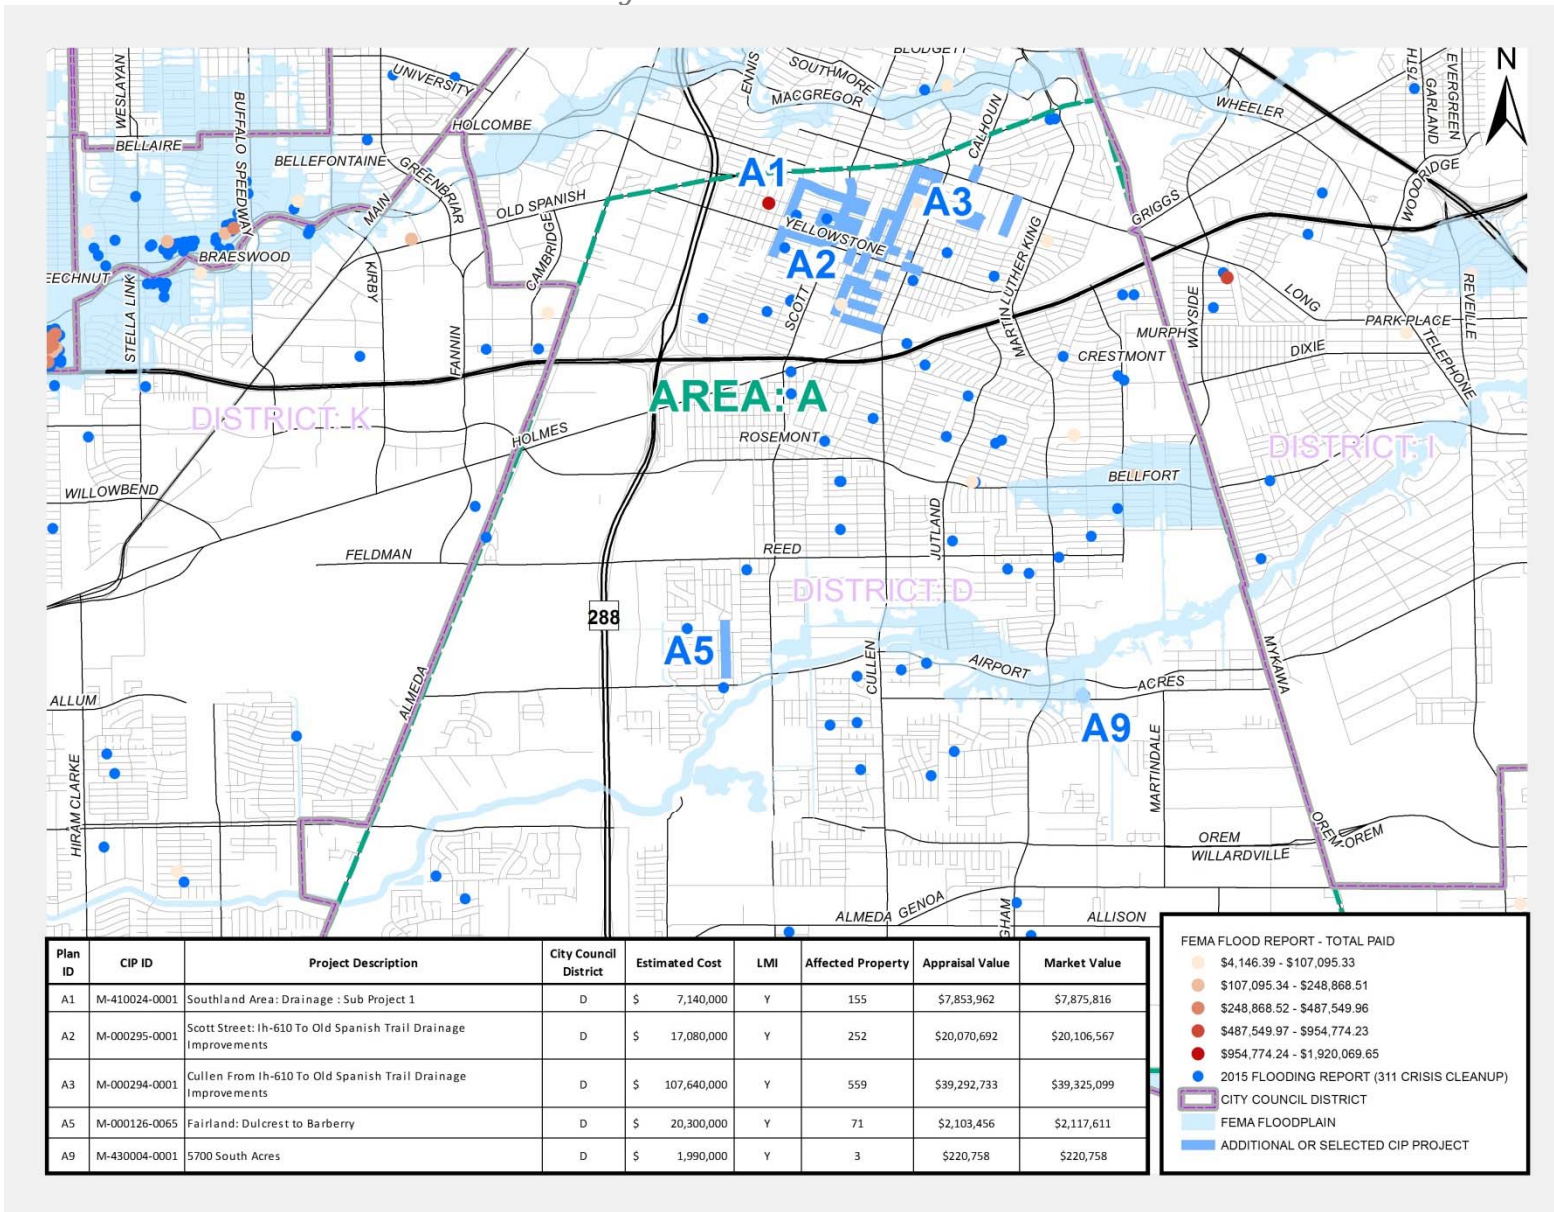 BLODGETT
ENNIS
SOUTHMORE
MACGREGOR
UNIVERSITY
WESLAYAN
BUFFALO SPEEDWAY
HOLCOMBE
BELLAIRE
BELLEFONTAINE
GREENBRIAR
MAIN
OLD SPANISH
CAMBRIDGE
CALHOUN
WHEELER
GARLAND
EVERGREEN
WOODRIDGE
N
A1
A3
YELLOWSTONE
A2
SCOTT
MARTIN LUTHER KING
GRIGGS
BRAESWOOD
EECHNUT
STELLA LINK
KIRBY
FANNIN
LONG
WAYSIDE
MURPH
PARK PLACE
REVEILLE
DIXIE
TELEPHONE
CRESTMONT
AREA: A
DISTRICT: K
DISTRICT: I
HOLMES
ROSEMONT
BELLFORT
WILLOWBEND
JUTLAND
FELDMAN
REED
DISTRICT: D
288
A5
CULLEN
AIRPORT
ACRES
MYKAWA
ALMEDA
ALLUM
A9
MARTINDALE
HIRAM CLARKE
OREM
OREM
OREM
WILLARDVILLE
ALMEDA GENOA
GHAM
ALLISON
Plan ID CIP ID Project Description City Council District Estimated Cost LMI Affected Property Appraisal Value Market Value
A1 M-410024-0001 Southland Area: Drainage : Sub Project 1 D $ 7,140,000 Y 155 $7,853,962 $7,875,816
A2 M-000295-0001 Scott Street: Ih-610 To Old Spanish Trail Drainage Improvements D $ 17,080,000 Y 252 $20,070,692 $20,106,567
A3 M-000294-0001 Cullen From Ih-610 To Old Spanish Trail Drainage Improvements D $ 107,640,000 Y 559 $39,292,733 $39,325,099
A5 M-000126-0065 Fairland: Dulcrest to Barberry D $ 20,300,000 Y 71 $2,103,456 $2,117,611
A9 M-430004-0001 5700 South Acres D $ 1,990,000 Y 3 $220,758 $220,758
FEMA FLOOD REPORT - TOTAL PAID
$4,146.39 - $107,095.33
$107,095.34 - $248,868.51
$248,868.52 - $487,549.96
$487,549.97 - $954,774.23
$954,774.24 - $1,920,069.65
2015 FLOODING REPORT (311 CRISIS CLEANUP)
CITY COUNCIL DISTRICT
FEMA FLOODPLAIN
ADDITIONAL OR SELECTED CIP PROJECT